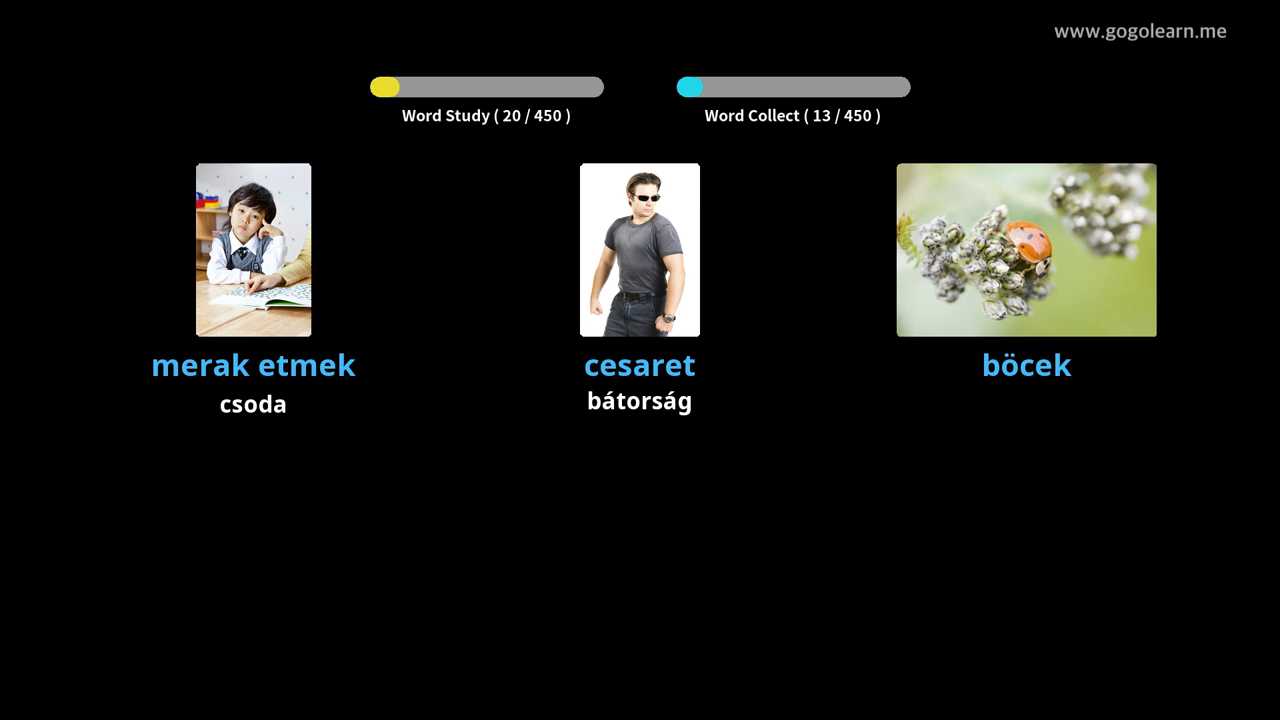 www.gogolearn.me
Word Study ( 20 / 450 )
Word Collect ( 13 / 450 )
merak etmek
csoda
cesaret
bátorság
böcek